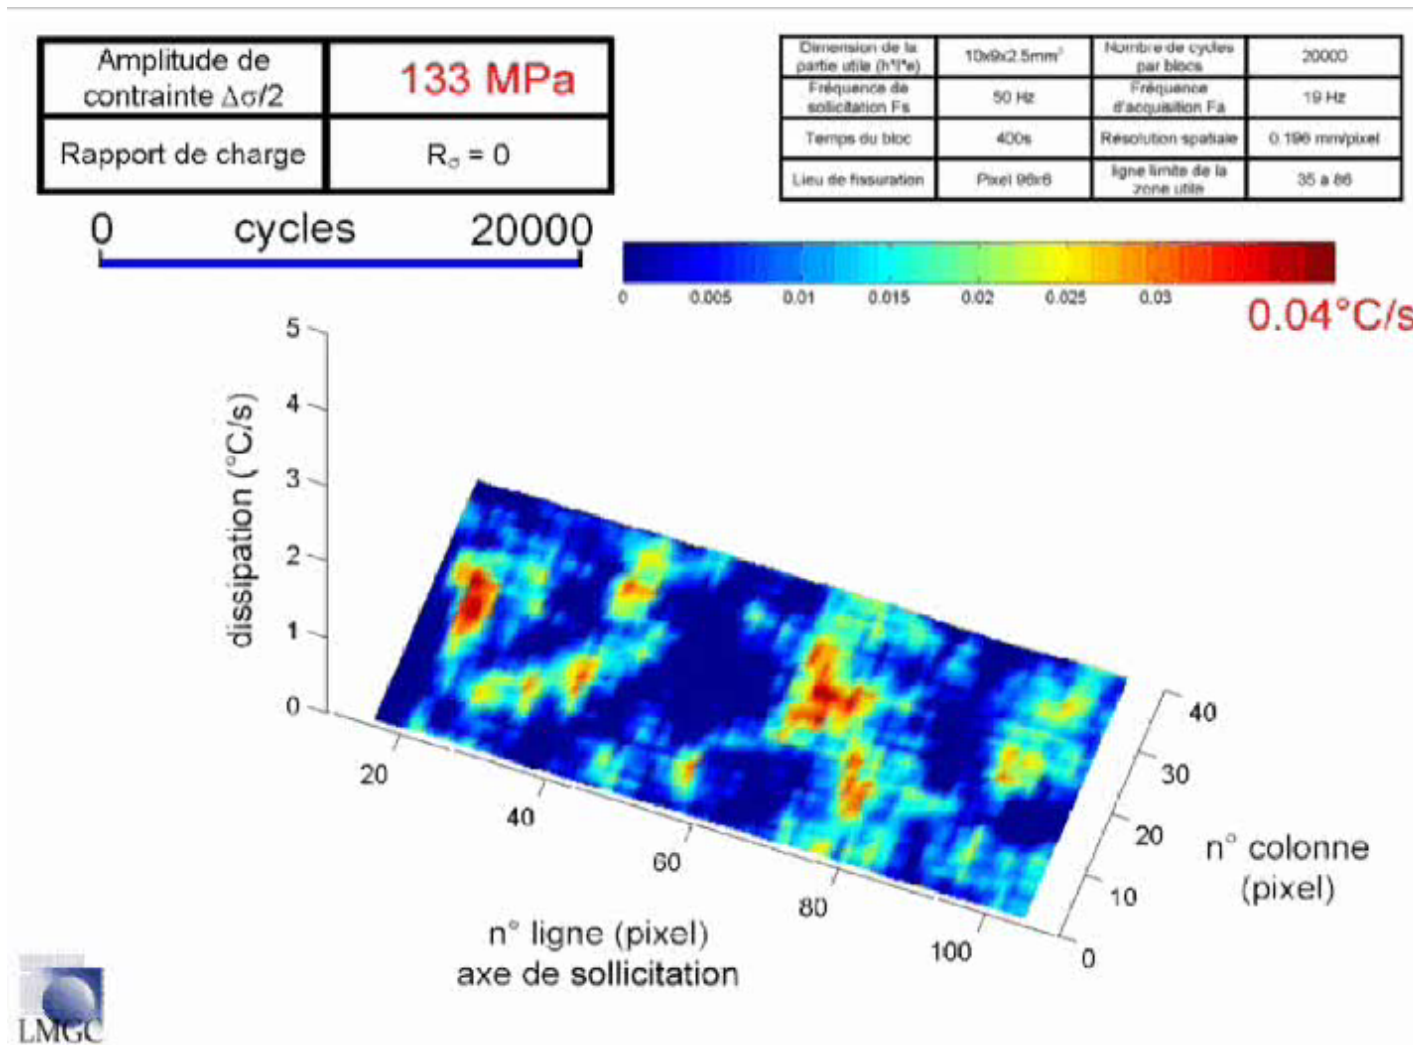 Amplitude de
contrainte Δσ/2
133 MPa
Rapport de charge
Rσ = 0
Dimension de la
partie utile (h*l*e)
10x9x2.5mm³
Nombre de cycles
par blocs
20000
Fréquence de
sollicitation Fs
50 Hz
Fréquence
d'acquisition Fa
19 Hz
Temps du bloc
400s
Résolution spatiale
0.196 mm/pixel
Lieu de fissuration
Pixel 96x6
ligne limite de la
zone utile
35 a 86
0 cycles 20000
0 0.005 0.01 0.015 0.02 0.025 0.03
0.04°C/s
5
4
3
2
1
0
dissipation (°C/s)
20
40
60
80
100
n° ligne (pixel)
axe de sollicitation
40
30
20
10
0
n° colonne
(pixel)
LMGC